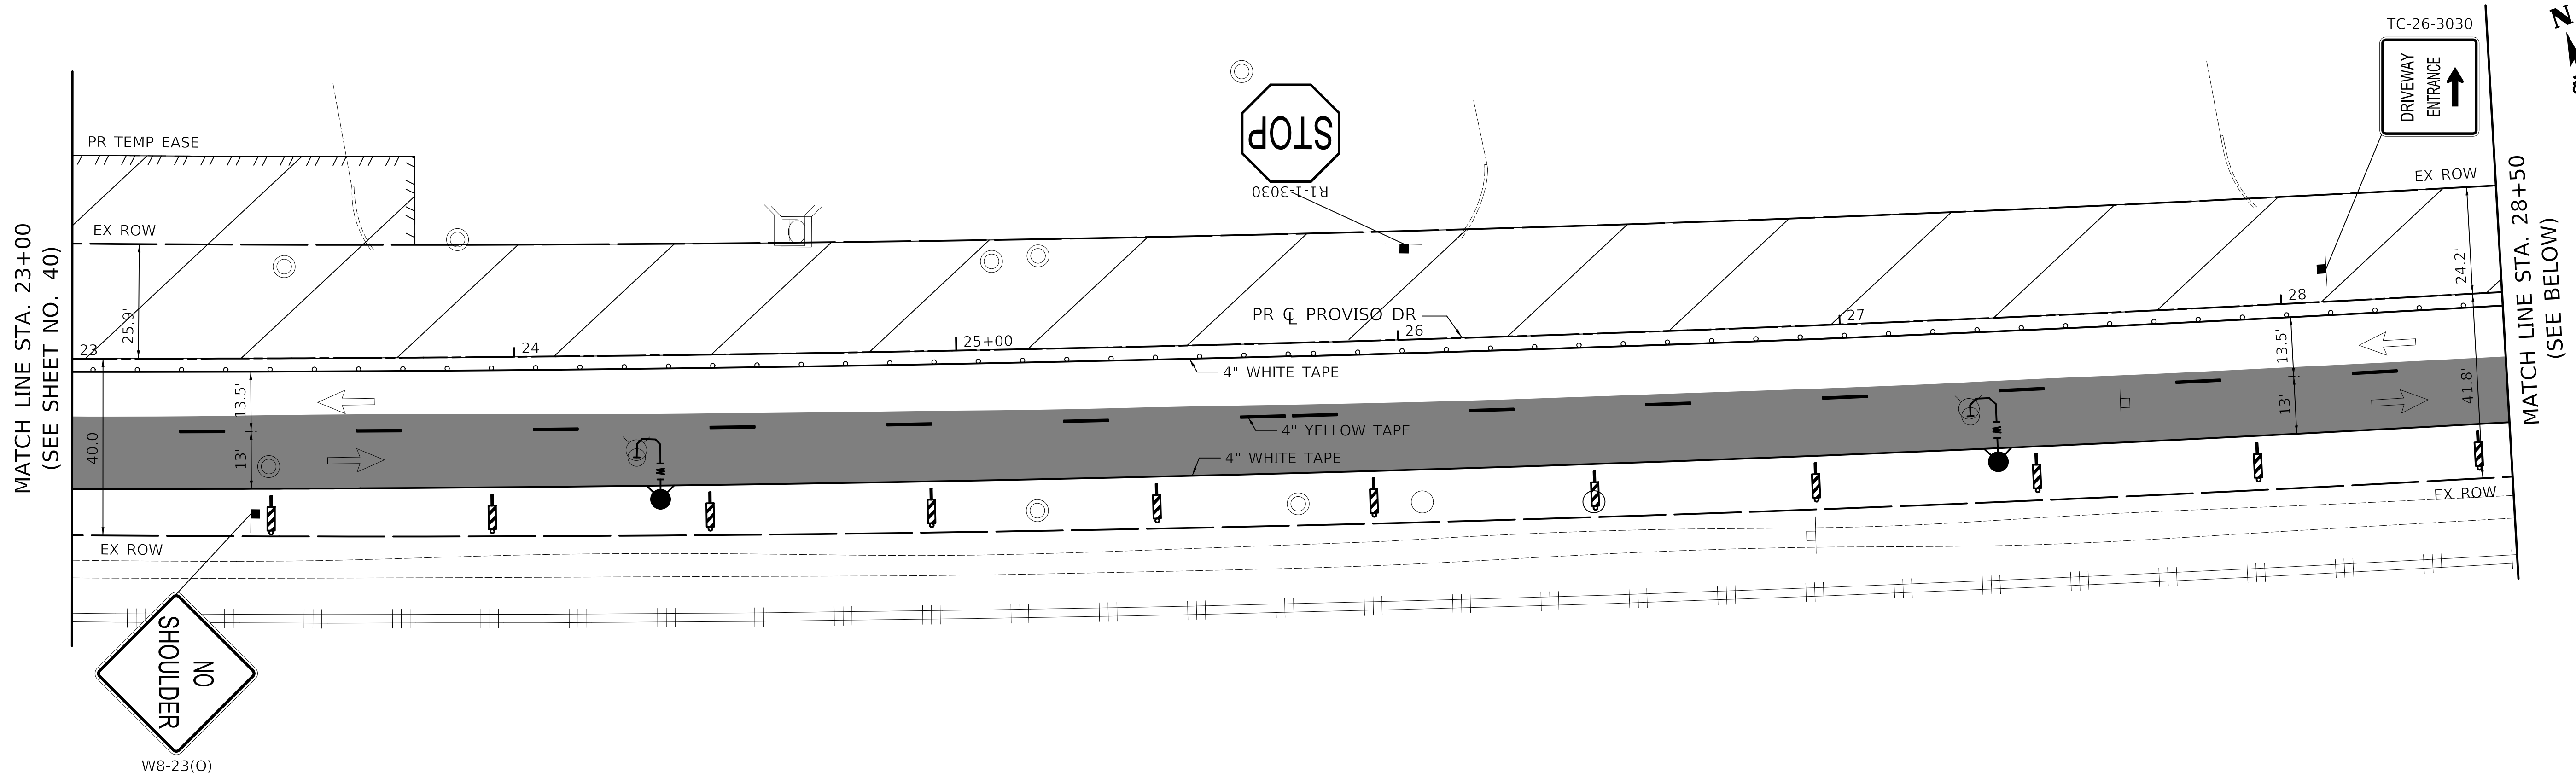 TC-26-3030
DRIVEWAY
ENTRANCE
N
STOP
R1-1-3030
PR TEMP EASE
EX ROW
EX ROW
MATCH LINE STA. 23+00
(SEE SHEET NO. 40)
MATCH LINE STA. 28+50
(SEE BELOW)
25.9'
24.2'
PR ℄ PROVISO DR
23
24
25+00
26
27
28
4" WHITE TAPE
13.5'
13.5'
4" YELLOW TAPE
40.0'
13'
13'
41.8'
4" WHITE TAPE
EX ROW
EX ROW
NO
SHOULDER
W8-23(O)